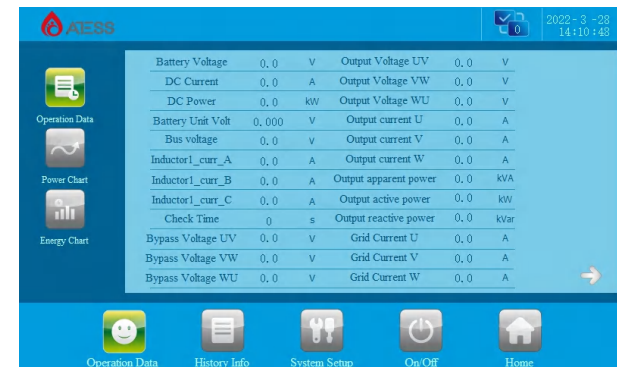 AESS
0
2022-3-28
14:10:48
Battery Voltage 0.0 V Output Voltage UV 0.0 V
DC Current 0.0 A Output Voltage VW 0.0 V
DC Power 0.0 kW Output Voltage WU 0.0 V
Battery Unit Volt 0.000 V Output current U 0.0 A
Bus voltage 0.0 V Output current V 0.0 A
Inductor1_curr_A 0.0 A Output current W 0.0 A
Inductor1_curr_B 0.0 A Output apparent power 0.0 kVA
Inductor1_curr_C 0.0 A Output active power 0.0 kW
Check Time 0 s Output reactive power 0.0 kVar
Bypass Voltage UV 0.0 V Grid Current U 0.0 A
Bypass Voltage VW 0.0 V Grid Current V 0.0 A
Bypass Voltage WU 0.0 V Grid Current W 0.0 A
Operation Data
Power Chart
Energy Chart
Operation Data History Info System Setup On/Off Home